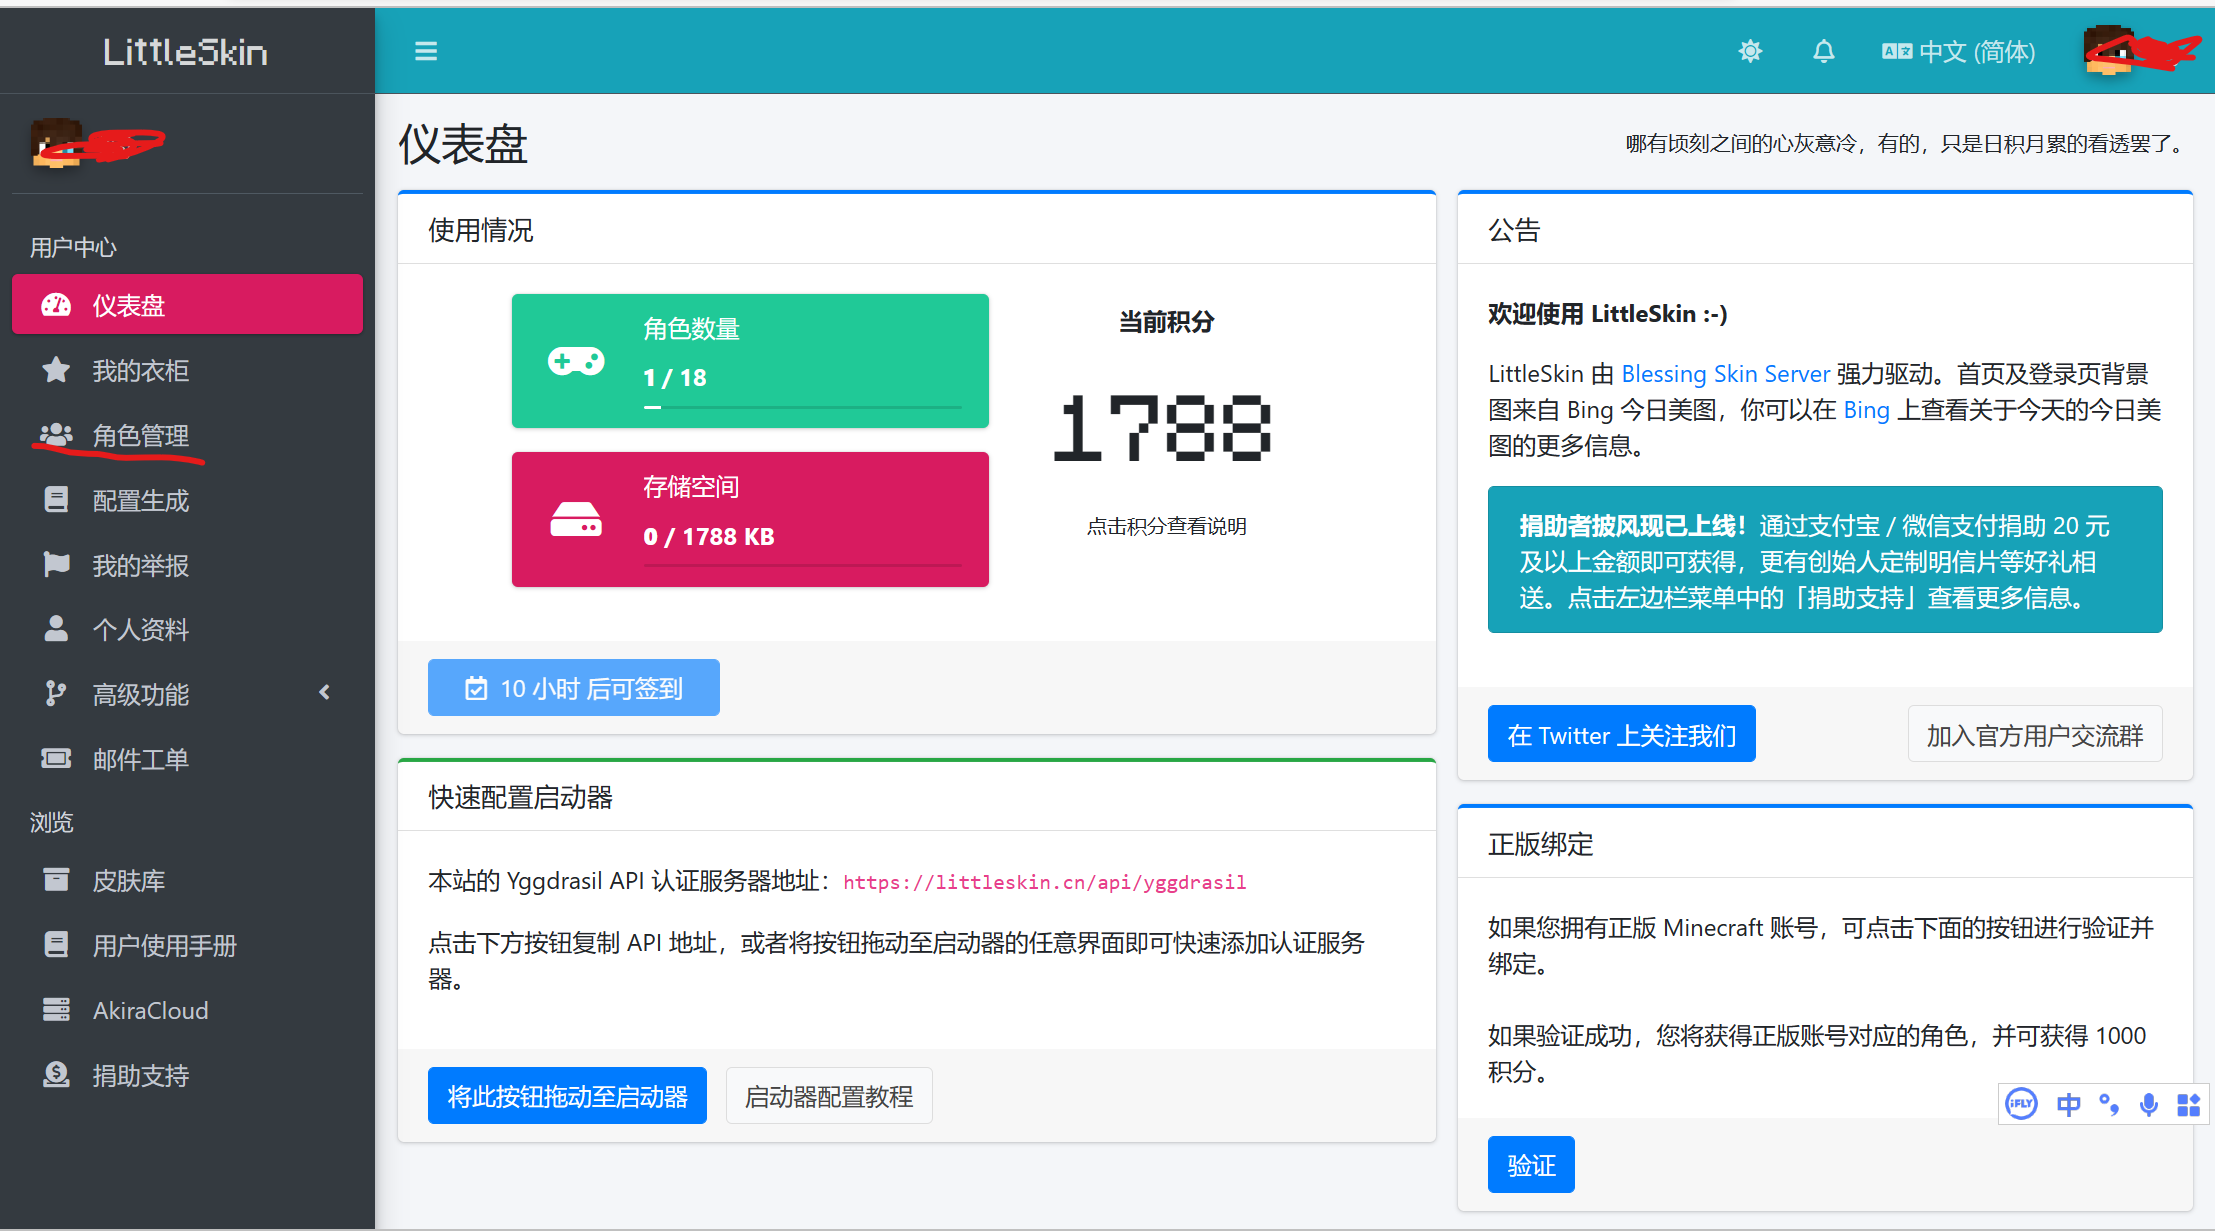 LittleSkin
中文 (简体)
用户中心
仪表盘
我的衣柜
角色管理
配置生成
我的举报
个人资料
高级功能
邮件工单
浏览
皮肤库
用户使用手册
AkiraCloud
捐助支持
仪表盘
哪有顷刻之间的心灰意冷，有的，只是日积月累的看透罢了。
使用情况
角色数量
1 / 18
存储空间
0 / 1788 KB
当前积分
1788
点击积分查看说明
10 小时 后可签到
快速配置启动器
本站的 Yggdrasil API 认证服务器地址：https://littleskin.cn/api/yggdrasil
点击下方按钮复制 API 地址，或者将按钮拖动至启动器的任意界面即可快速添加认证服务
器。
将此按钮拖动至启动器
启动器配置教程
公告
欢迎使用 LittleSkin :-)
LittleSkin 由 Blessing Skin Server 强力驱动。首页及登录页背景
图来自 Bing 今日美图，你可以在 Bing 上查看关于今天的今日美
图的更多信息。
捐助者披风现已上线！通过支付宝 / 微信支付捐助 20 元
及以上金额即可获得，更有创始人定制明信片等好礼相
送。点击左边栏菜单中的「捐助支持」查看更多信息。
在 Twitter 上关注我们
加入官方用户交流群
正版绑定
如果您拥有正版 Minecraft 账号，可点击下面的按钮进行验证并
绑定。
如果验证成功，您将获得正版账号对应的角色，并可获得 1000
积分。
iFLY 中
验证